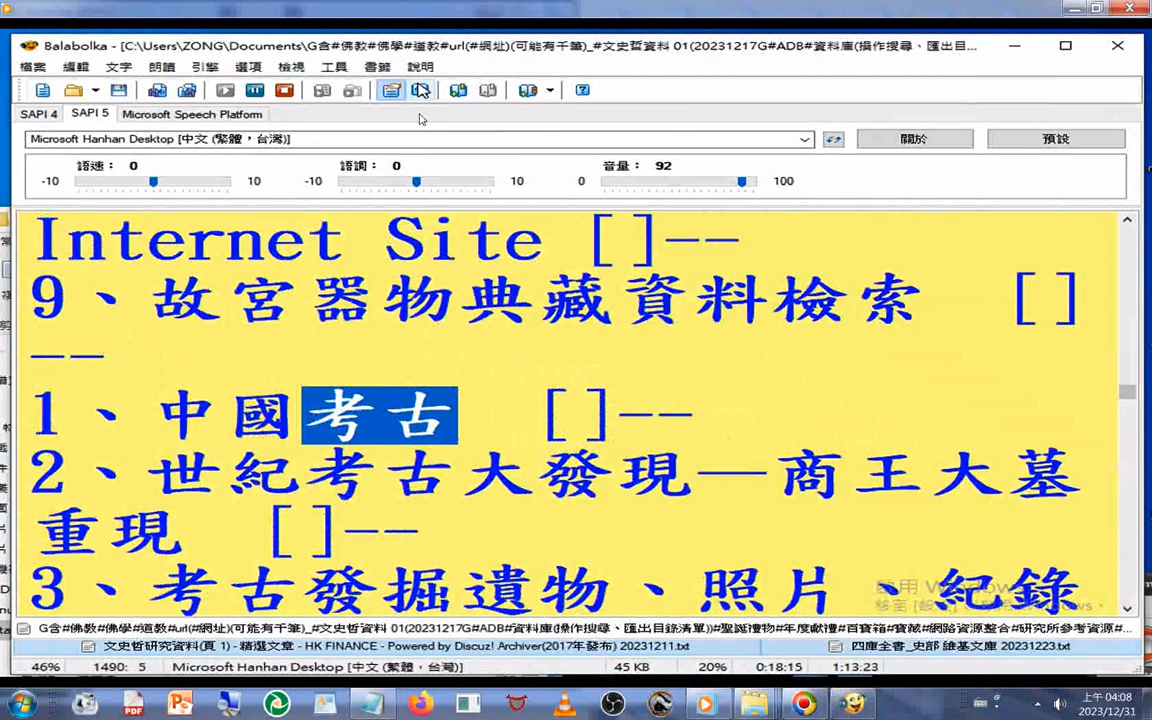 Balabolka - [C:\Users\ZONG\Documents\G含#佛教#佛學#道教#url(#網址)(可能有千筆)_#文史哲資料 01(20231217G#ADB#資料庫(操作搜尋、匯出目...
檔案 編輯 文字 朗讀 引擎 選項 檢視 工具 書籤 說明
SAPI 4 SAPI 5 Microsoft Speech Platform
Microsoft Hanhan Desktop [中文 (繁體，台灣)] 關於 預設
語速： 0 語調： 0 音量： 92
-10 10 -10 10 0 100
Internet Site []--
9、故宮器物典藏資料檢索 []
--
1、中國考古 []--
2、世紀考古大發現—商王大墓
重現 []--
3、考古發掘遺物、照片、紀錄
啟用 Windows
G含#佛教#佛學#道教#url(#網址)(可能有千筆)_#文史哲資料 01(20231217G#ADB#資料庫(操作搜尋、匯出目錄清單))#聖誕禮物#年度獻禮#百寶箱#寶藏#網路資源整合#研究所參考資源#...
文史哲研究資料(頁 1) - 精選文章 - HK FINANCE - Powered by Discuz! Archiver(2017年發布) 20231211.txt 四庫全書_史部 維基文庫 20231223.txt
46% 1490: 5 Microsoft Hanhan Desktop [中文 (繁體，台灣)] 45 KB 20% 0:18:15 1:13:23
上午 04:08
2023/12/31